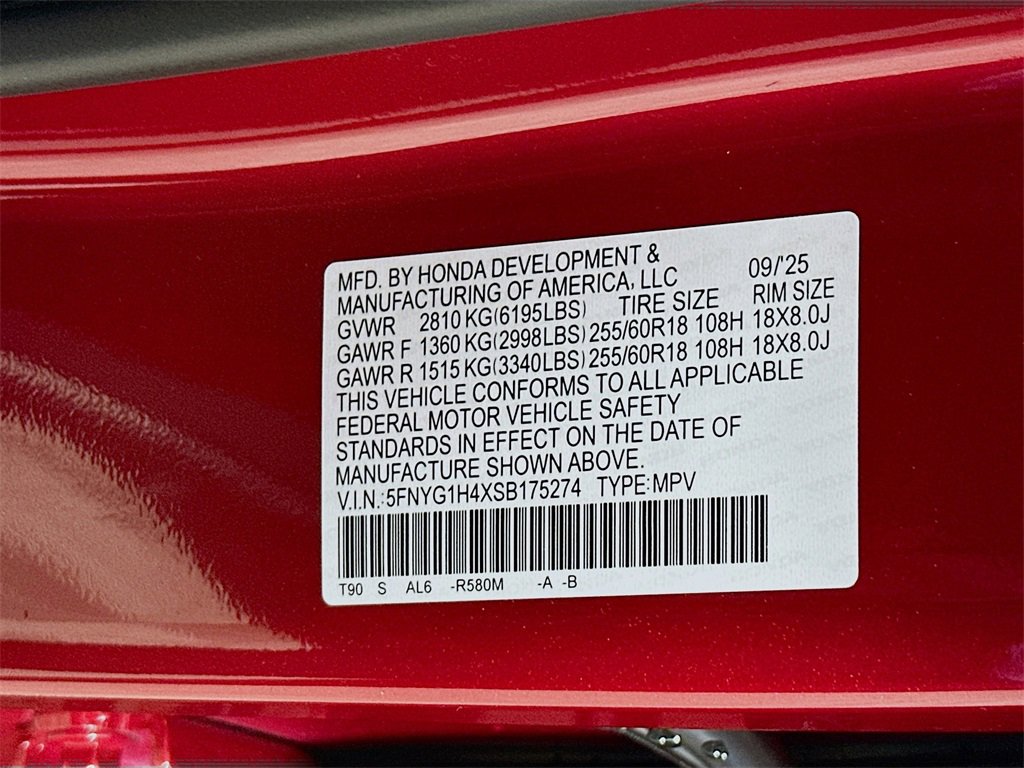 MFD. BY HONDA DEVELOPMENT &
MANUFACTURING OF AMERICA, LLC 09/'25
GVWR 2810 KG(6195LBS) TIRE SIZE RIM SIZE
GAWR F 1360 KG(2998LBS) 255/60R18 108H 18X8.0J
GAWR R 1515 KG(3340LBS) 255/60R18 108H 18X8.0J
THIS VEHICLE CONFORMS TO ALL APPLICABLE
FEDERAL MOTOR VEHICLE SAFETY
STANDARDS IN EFFECT ON THE DATE OF
MANUFACTURE SHOWN ABOVE.
V.I.N.:5FNYG1H4XSB175274 TYPE:MPV
T90 S AL6 -R580M -A -B